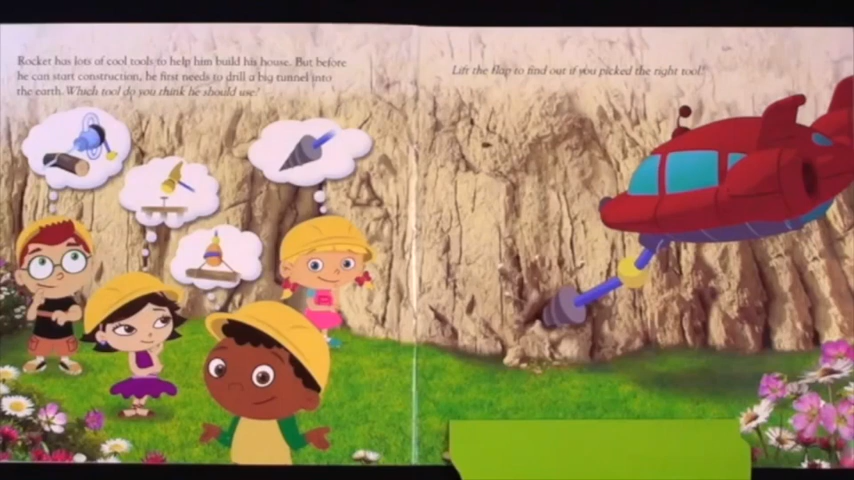 Rocket has lots of cool tools to help him build his house. But before
he can start construction, he first needs to drill a big tunnel into
the earth. Which tool do you think he should use?
Lift the flap to find out if you picked the right tool!